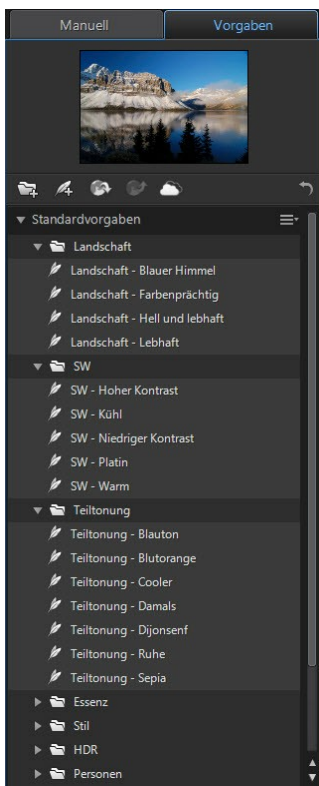 Manuell
Vorgaben
Standardvorgaben
Landschaft
Landschaft - Blauer Himmel
Landschaft - Farbenprächtig
Landschaft - Hell und lebhaft
Landschaft - Lebhaft
SW
SW - Hoher Kontrast
SW - Kühl
SW - Niedriger Kontrast
SW - Platin
SW - Warm
Teiltonung
Teiltonung - Blauton
Teiltonung - Blutorange
Teiltonung - Cooler
Teiltonung - Damals
Teiltonung - Dijonsenf
Teiltonung - Ruhe
Teiltonung - Sepia
Essenz
Stil
HDR
Personen